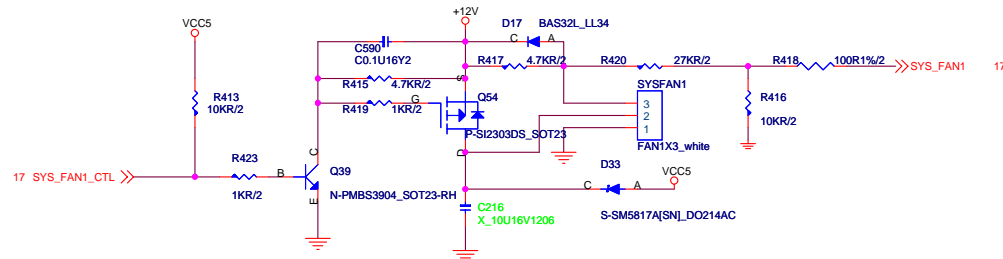 +12V
VCC5
D17
BAS32L_LL34
C
A
C590
C0.1U16Y2
R417
4.7KR/2
R420
27KR/2
R418
100R1%/2
SYS_FAN1
17
R415
4.7KR/2
S
SYSFAN1
R413
10KR/2
R419
1KR/2
G
Q54
3
2
1
R416
10KR/2
P-SI2303DS_SOT23
FAN1X3_white
D
R423
1KR/2
C
B
E
Q39
N-PMBS3904_SOT23-RH
17
SYS_FAN1_CTL
D33
C
A
VCC5
S-SM5817A[SN]_DO214AC
C216
X_10U16V1206